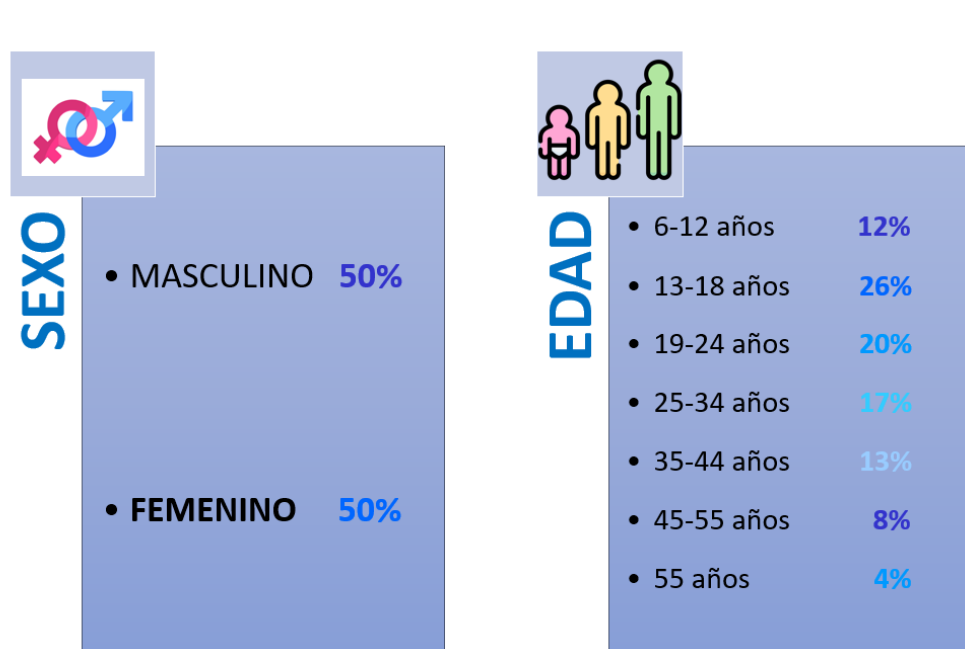 SEXO
• MASCULINO 50%
• FEMENINO 50%
EDAD
• 6-12 años 12%
• 13-18 años 26%
• 19-24 años 20%
• 25-34 años 17%
• 35-44 años 13%
• 45-55 años 8%
• 55 años 4%